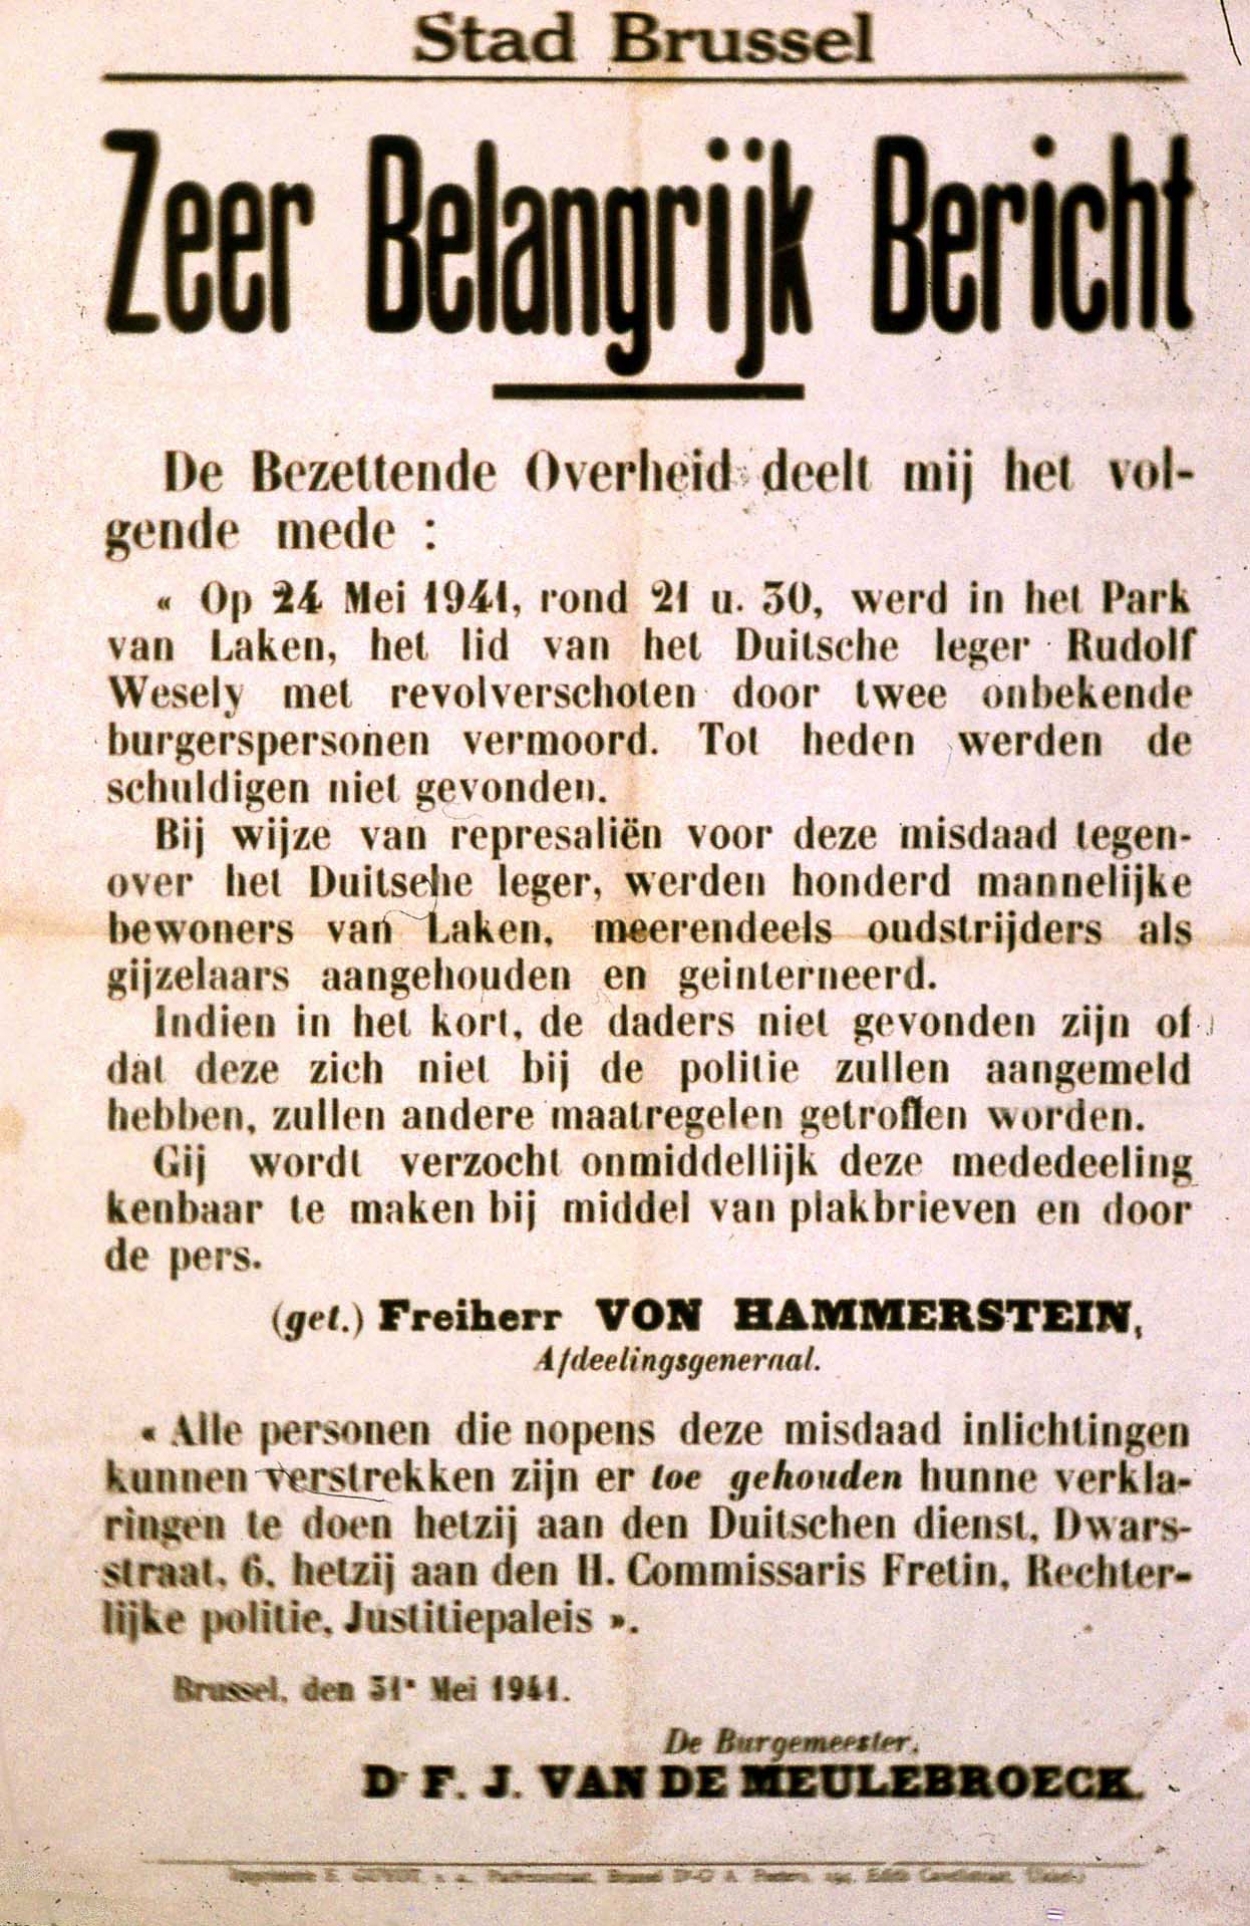 Stad Brussel
Zeer Belangrijk Bericht
De Bezettende Overheid deelt mij het vol-
gende mede :
« Op 24 Mei 1941, rond 21 u. 30, werd in het Park
van Laken, het lid van het Duitsche leger Rudolf
Wesely met revolverschoten door twee onbekende
burgerspersonen vermoord. Tot heden werden de
schuldigen niet gevonden.
Bij wijze van represaliën voor deze misdaad tegen-
over het Duitsche leger, werden honderd mannelijke
bewoners van Laken, meerendeels oudstrijders als
gijzelaars aangehouden en geinterneerd.
Indien in het kort, de daders niet gevonden zijn of
dat deze zich niet bij de politie zullen aangemeld
hebben, zullen andere maatregelen getroffen worden.
Gij wordt verzocht onmiddellijk deze mededeeling
kenbaar te maken bij middel van plakbrieven en door
de pers.
(get.) Freiherr VON HAMMERSTEIN,
Afdeelingsgeneraal.
« Alle personen die nopens deze misdaad inlichtingen
kunnen verstrekken zijn er toe gehouden hunne verkla-
ringen te doen hetzij aan den Duitschen dienst, Dwars-
straat, 6, hetzij aan den H. Commissaris Fretin, Rechter-
lijke politie, Justitiepaleis ».
Brussel, den 31n Mei 1941.
De Burgemeester,
Dr F. J. VAN DE MEULEBROECK.